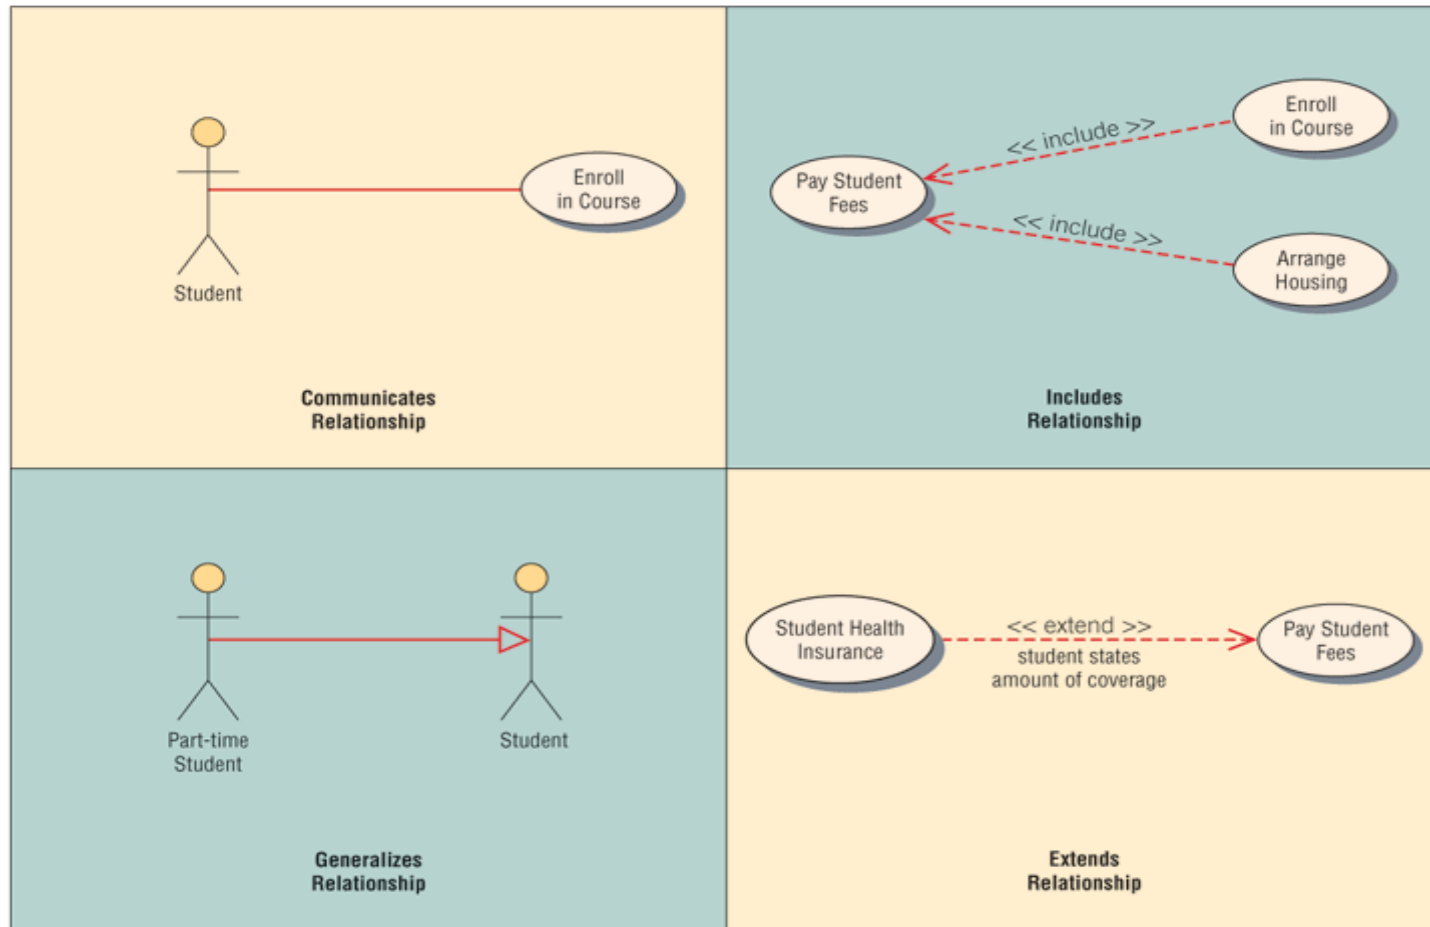 Student
Enroll
in Course
Communicates
Relationship
Pay Student
Fees
<< include >>
<< include >>
Enroll
in Course
Arrange
Housing
Includes
Relationship
Part-time
Student
Student
Generalizes
Relationship
Student Health
Insurance
<< extend >>
student states
amount of coverage
Pay Student
Fees
Extends
Relationship